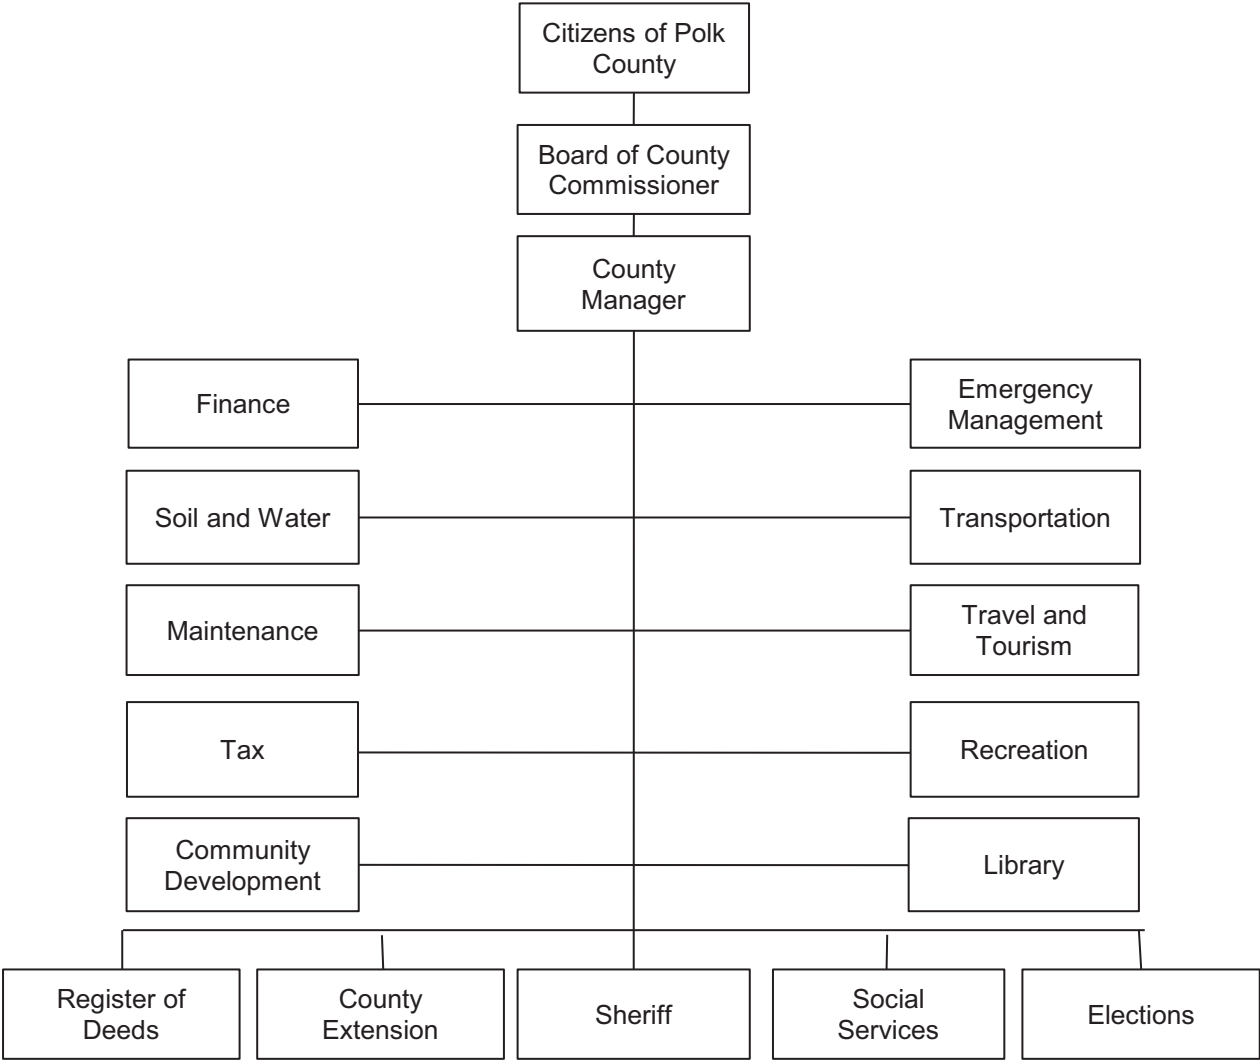 Citizens of Polk
County
Board of County
Commissioner
County
Manager
Finance
Emergency
Management
Soil and Water
Transportation
Maintenance
Travel and
Tourism
Tax
Recreation
Community
Development
Library
Register of
Deeds
County
Extension
Sheriff
Social
Services
Elections